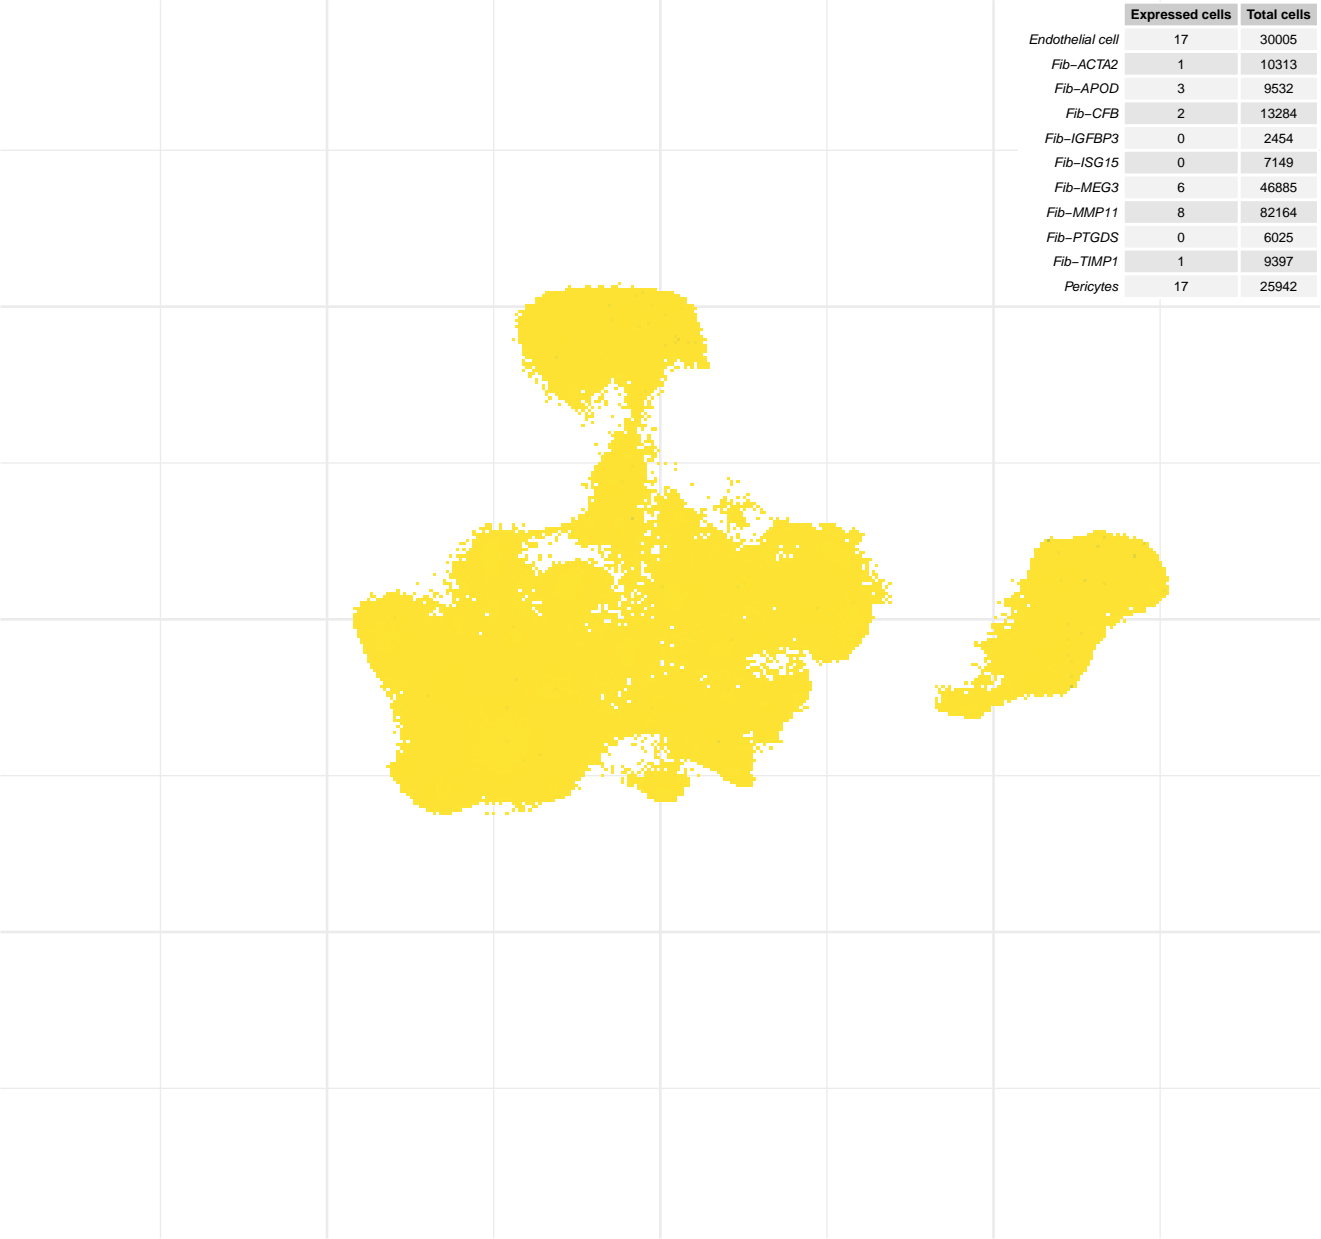 Expressed cells Total cells
Endothelial cell 17 30005
Fib−ACTA2 1 10313
Fib−APOD 3 9532
Fib−CFB 2 13284
Fib−IGFBP3 0 2454
Fib−ISG15 0 7149
Fib−MEG3 6 46885
Fib−MMP11 8 82164
Fib−PTGDS 0 6025
Fib−TIMP1 1 9397
Pericytes 17 25942